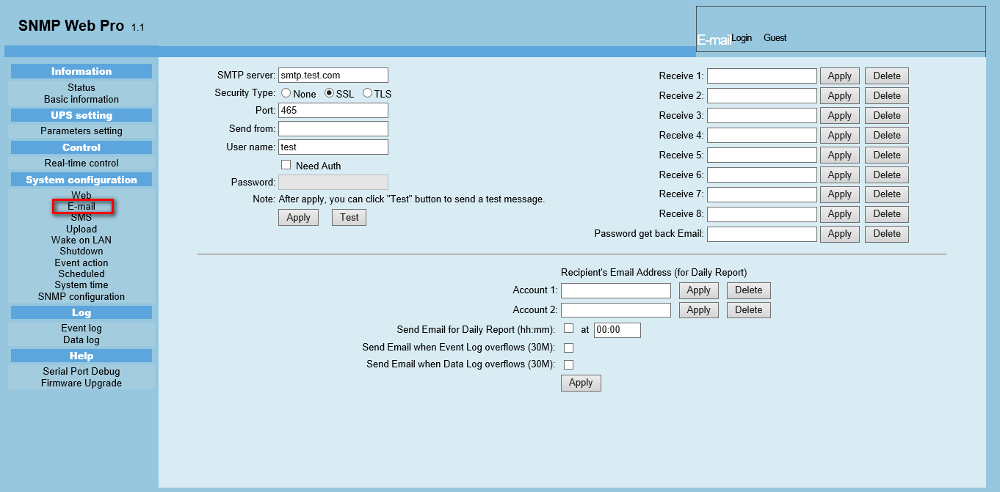 SNMP Web Pro 1.1
E-mail Login Guest
Information
Status
Basic information
UPS setting
Parameters setting
Control
Real-time control
System configuration
Web
E-mail
SMS
Upload
Wake on LAN
Shutdown
Event action
Scheduled
System time
SNMP configuration
Log
Event log
Data log
Help
Serial Port Debug
Firmware Upgrade
SMTP server: smtp.test.com
Security Type: None SSL TLS
Port: 465
Send from:
User name: test
Need Auth
Password:
Note: After apply, you can click "Test" button to send a test message.
Apply Test
Receive 1: Apply Delete
Receive 2: Apply Delete
Receive 3: Apply Delete
Receive 4: Apply Delete
Receive 5: Apply Delete
Receive 6: Apply Delete
Receive 7: Apply Delete
Receive 8: Apply Delete
Password get back Email: Apply Delete
Recipient's Email Address (for Daily Report)
Account 1: Apply Delete
Account 2: Apply Delete
Send Email for Daily Report (hh:mm): at 00:00
Send Email when Event Log overflows (30M):
Send Email when Data Log overflows (30M):
Apply